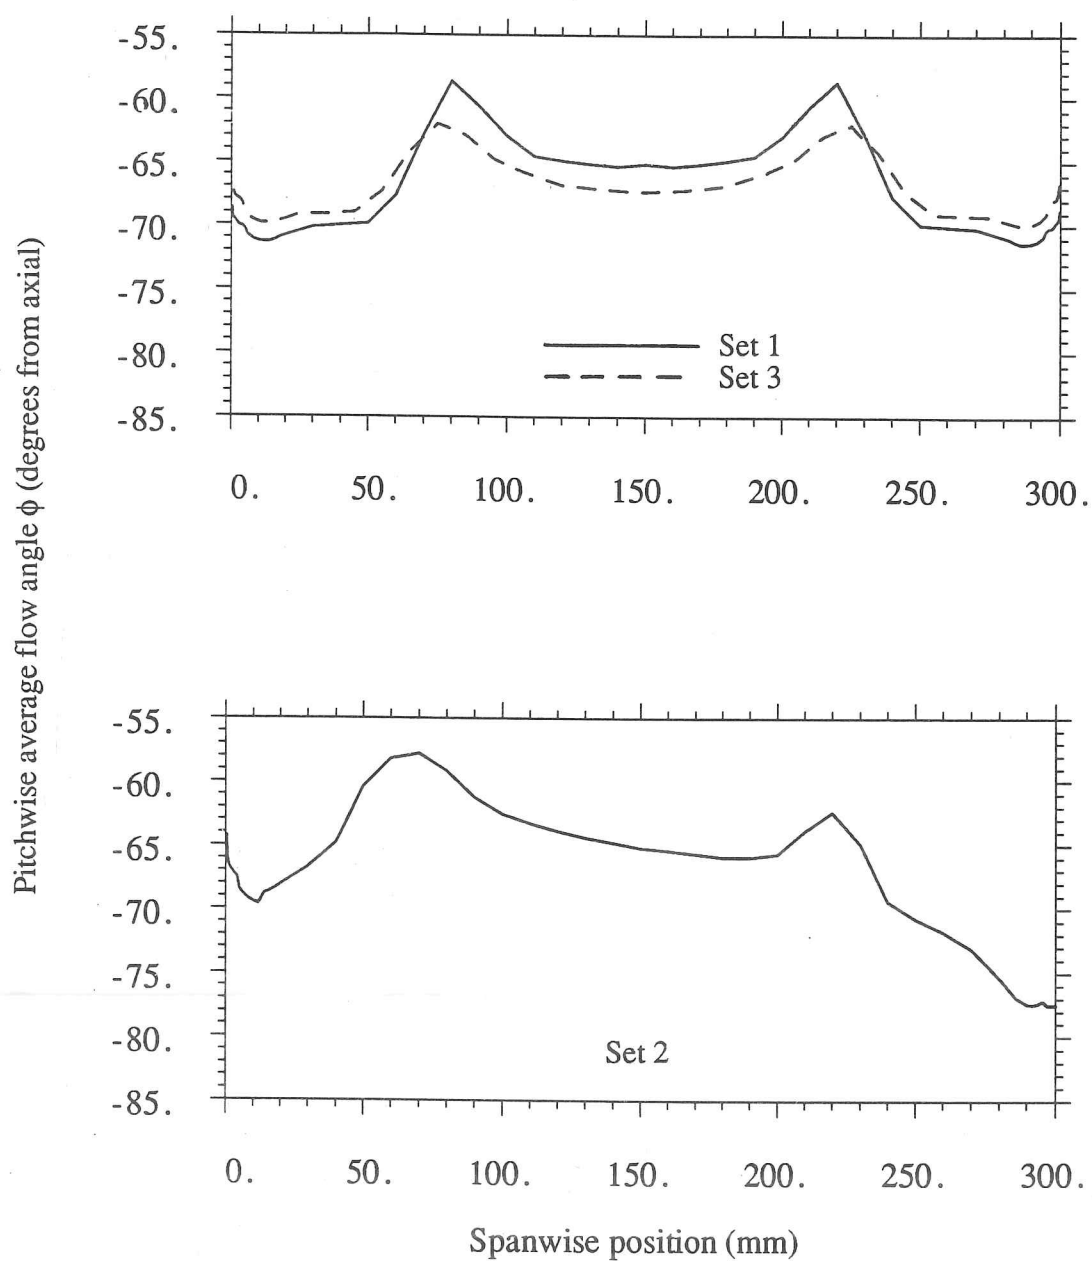 Pitchwise average flow angle ϕ (degrees from axial)
-55.
-60.
-65.
-70.
-75.
-80.
-85.
Set 1
Set 3
0. 50. 100. 150. 200. 250. 300.
-55.
-60.
-65.
-70.
-75.
-80.
-85.
Set 2
0. 50. 100. 150. 200. 250. 300.
Spanwise position (mm)